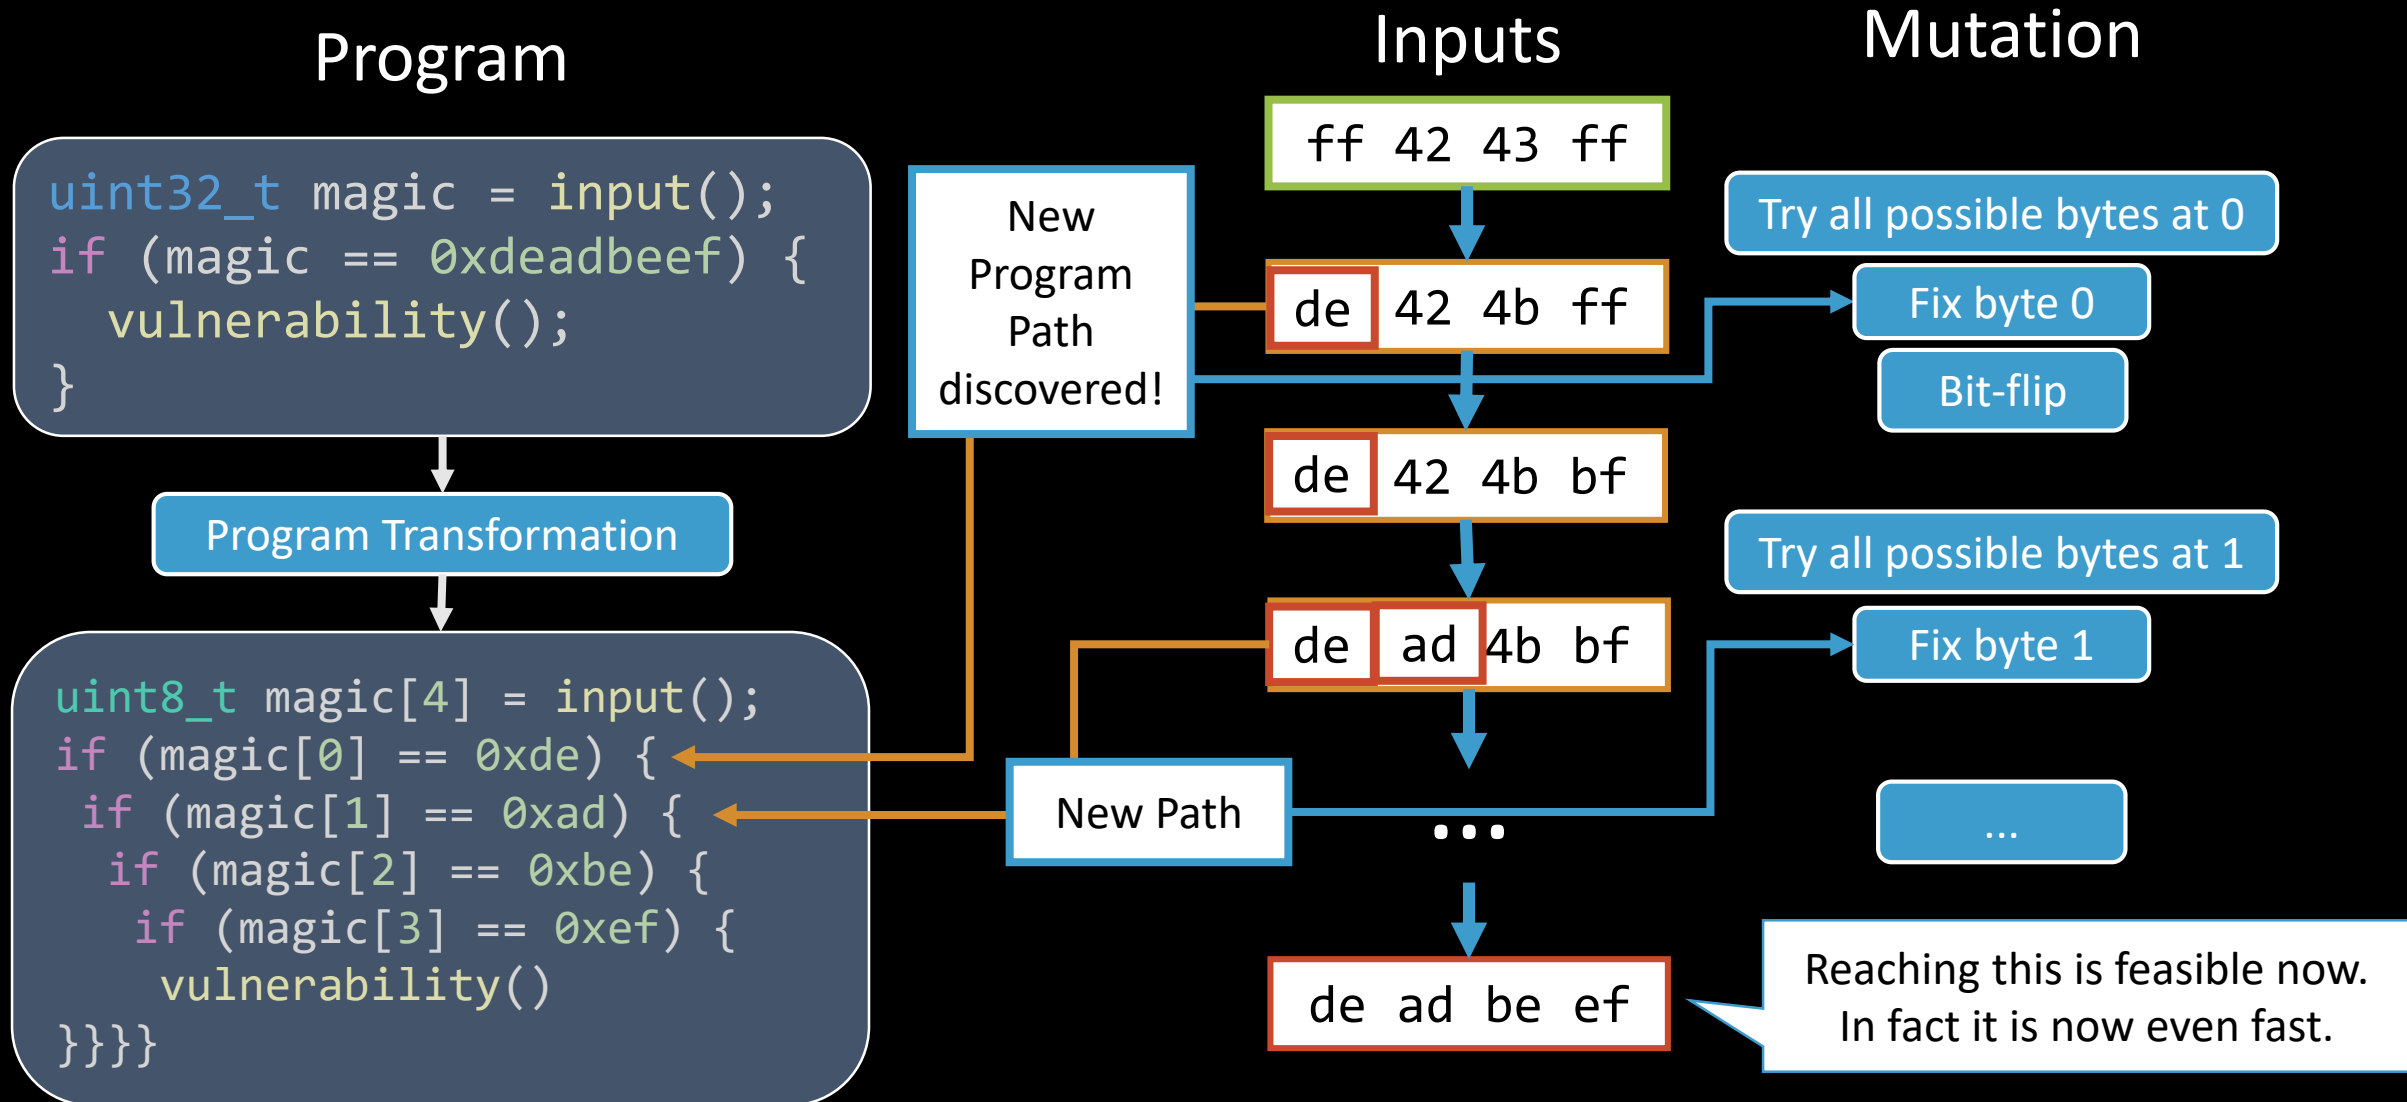 Program
Inputs
Mutation
uint32_t magic = input();
if (magic == 0xdeadbeef) {
  vulnerability();
}
Program Transformation
uint8_t magic[4] = input();
if (magic[0] == 0xde) {
 if (magic[1] == 0xad) {
  if (magic[2] == 0xbe) {
   if (magic[3] == 0xef) {
    vulnerability()
}}}}
New
Program
Path
discovered!
New Path
ff 42 43 ff
de 42 4b ff
de 42 4b bf
de ad 4b bf
...
de ad be ef
Try all possible bytes at 0
Fix byte 0
Bit-flip
Try all possible bytes at 1
Fix byte 1
...
Reaching this is feasible now.
In fact it is now even fast.